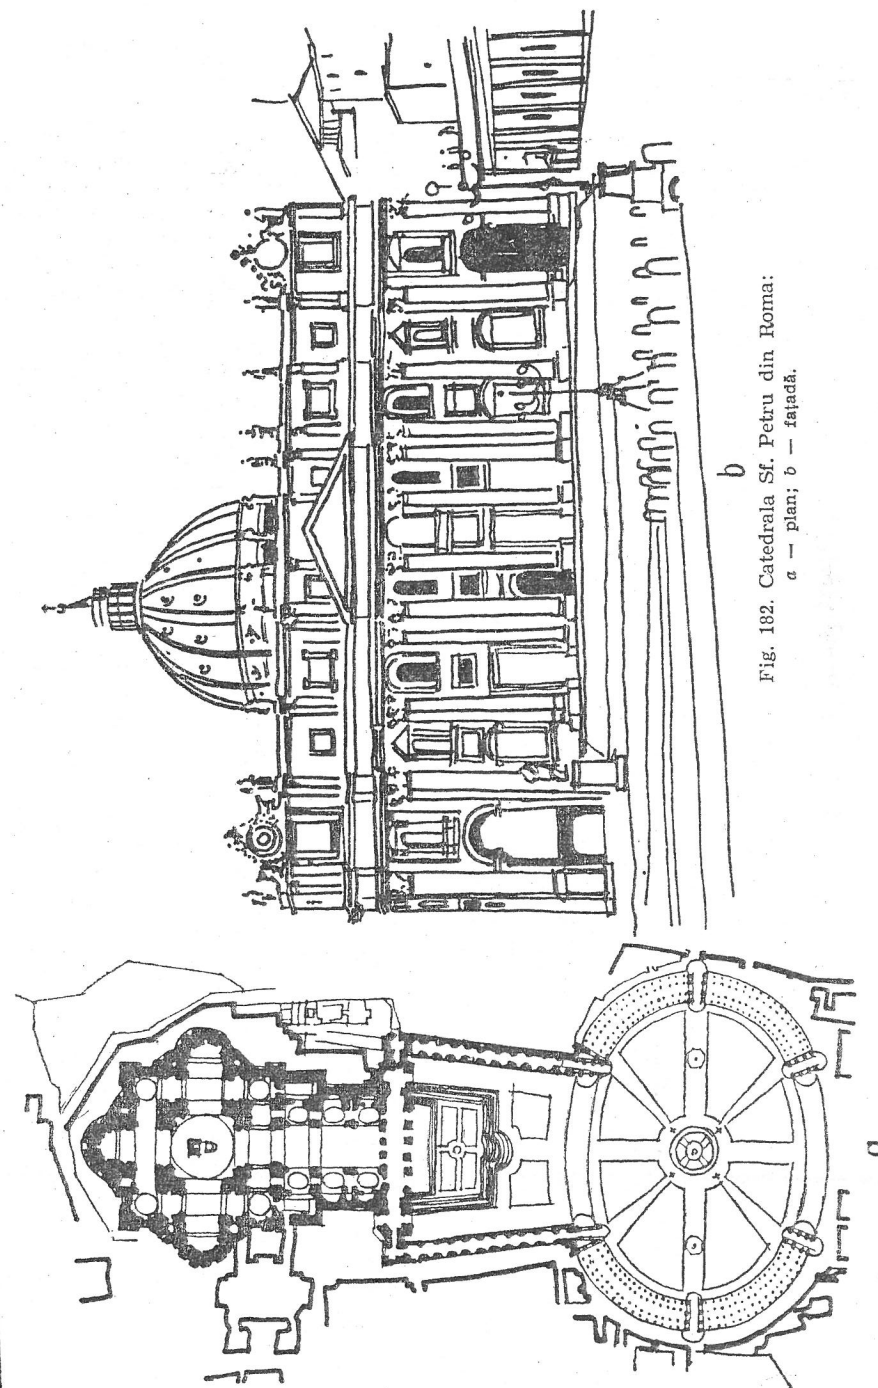 a
b
Fig. 182. Catedrala Sf. Petru din Roma:
a — plan; b — fațadă.